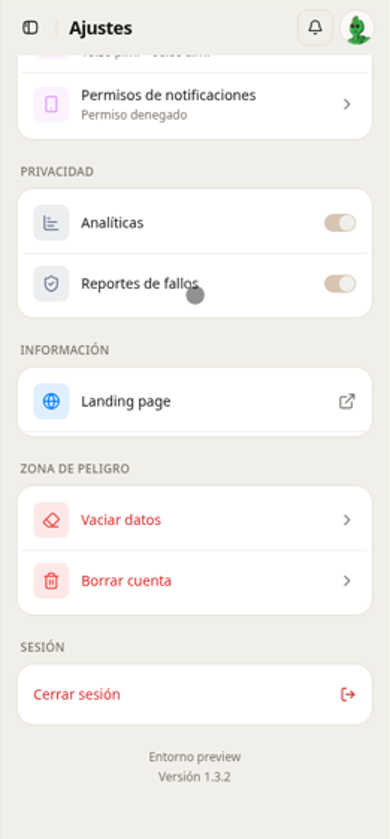 Ajustes
Permisos de notificaciones
Permiso denegado
PRIVACIDAD
Analíticas
Reportes de fallos
INFORMACIÓN
Landing page
ZONA DE PELIGRO
Vaciar datos
Borrar cuenta
SESIÓN
Cerrar sesión
Entorno preview
Versión 1.3.2